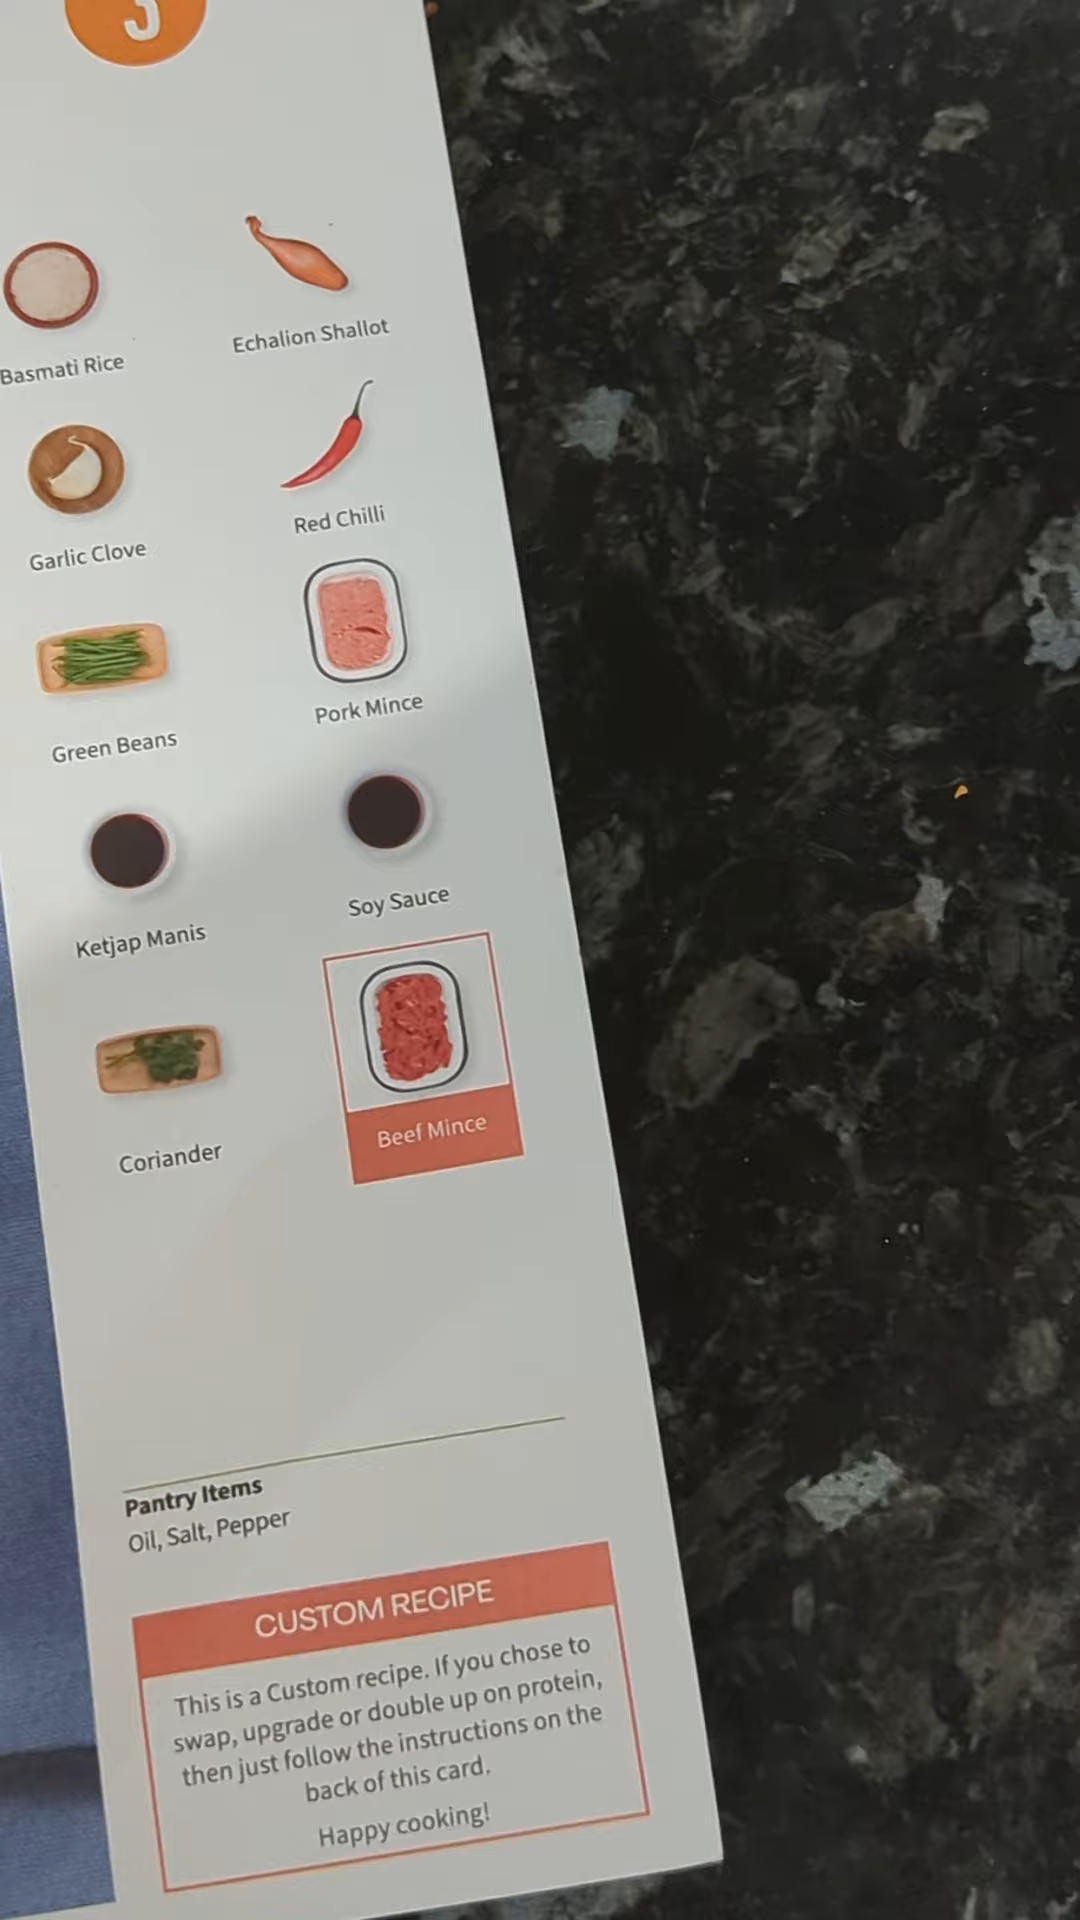 3
Basmati Rice
Echalion Shallot
Garlic Clove
Red Chilli
Green Beans
Pork Mince
Ketjap Manis
Soy Sauce
Coriander
Beef Mince
Pantry Items
Oil, Salt, Pepper
CUSTOM RECIPE
This is a Custom recipe. If you chose to
swap, upgrade or double up on protein,
then just follow the instructions on the
back of this card.
Happy cooking!